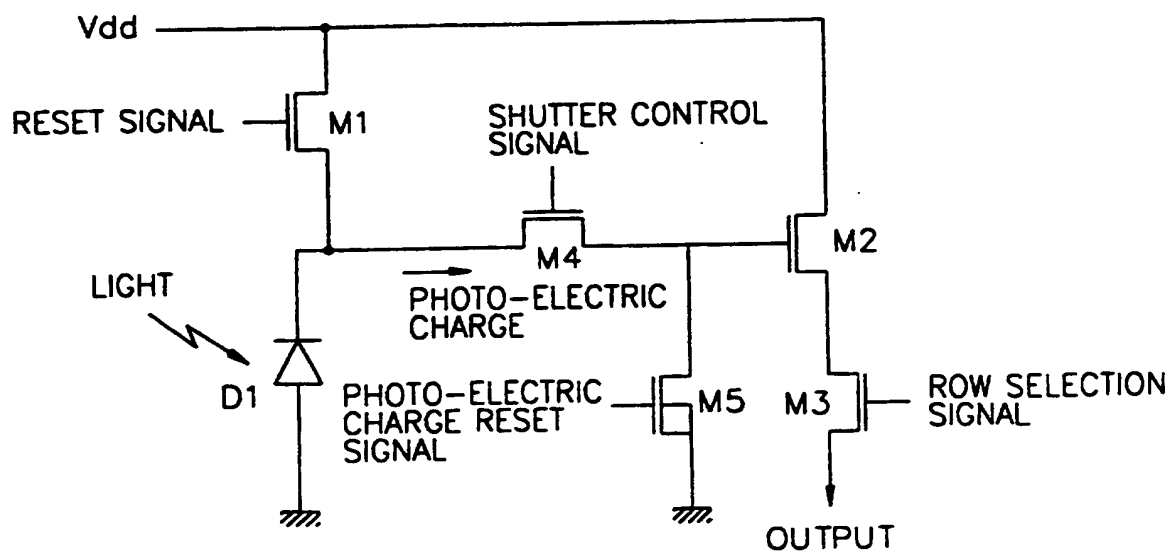 Vdd
RESET SIGNAL
M1
SHUTTER CONTROL
SIGNAL
M4
M2
LIGHT
PHOTO-ELECTRIC
CHARGE
D1
PHOTO-ELECTRIC
CHARGE RESET
SIGNAL
M5
M3
ROW SELECTION
SIGNAL
OUTPUT